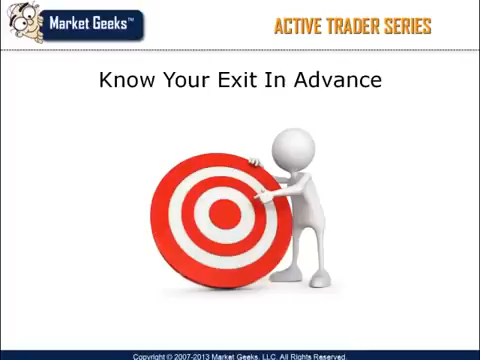 Market Geeks™
ACTIVE TRADER SERIES
Know Your Exit In Advance
Copyright © 2007-2013 Market Geeks, LLC. All Rights Reserved.